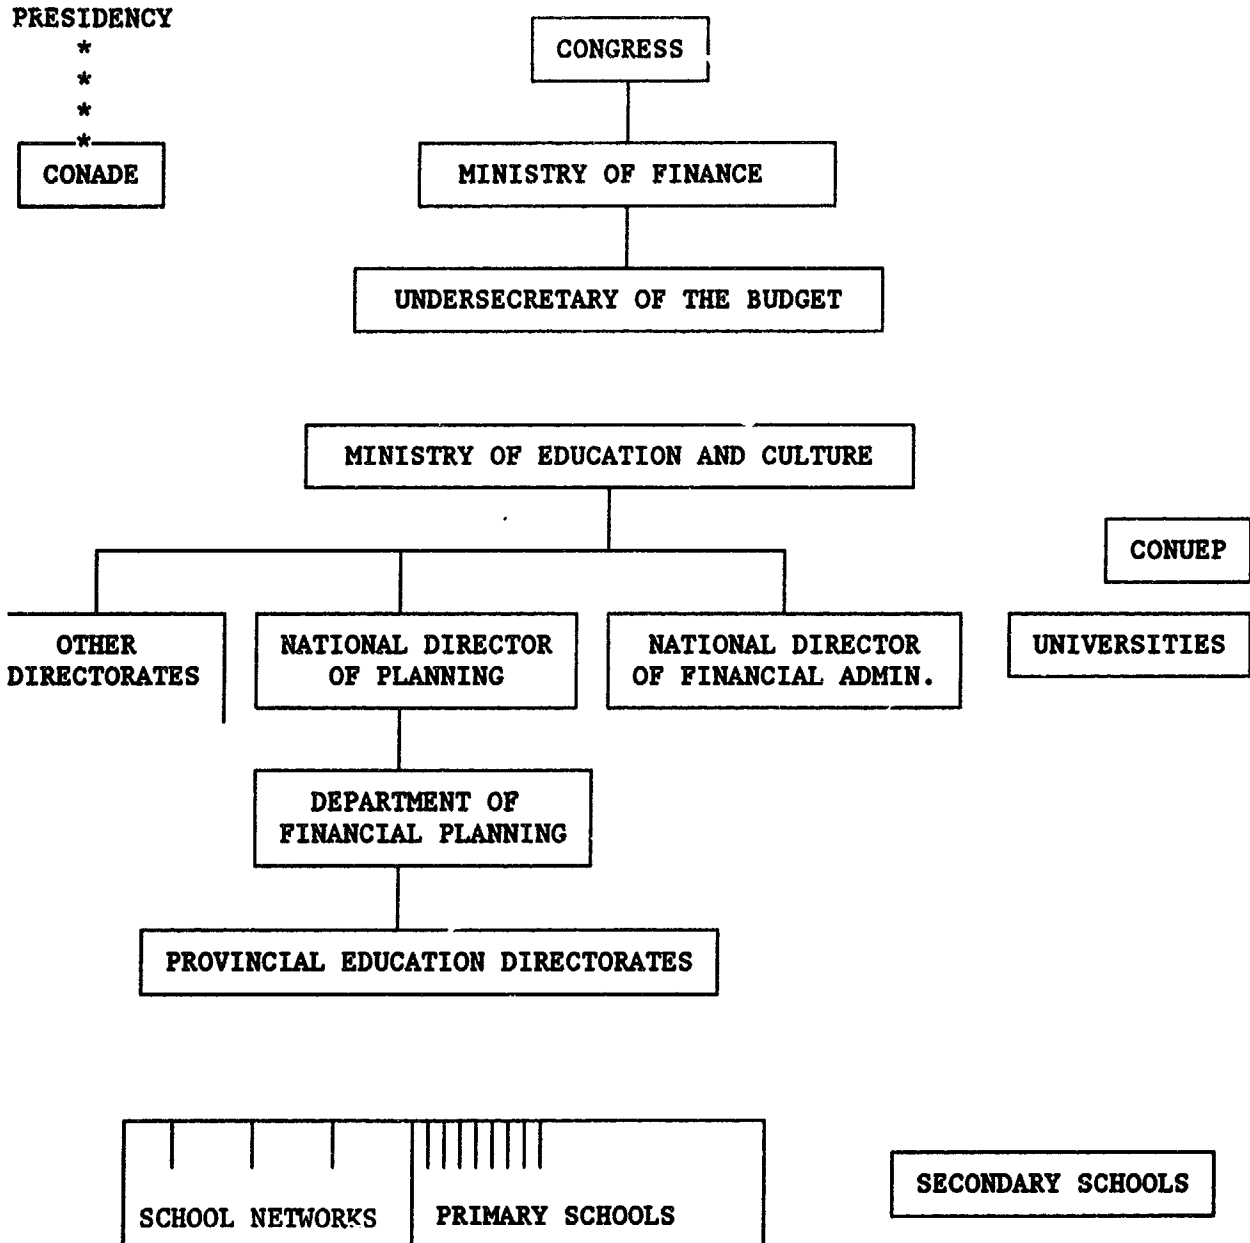 PRESIDENCY
*
*
*
*
CONADE
CONGRESS
MINISTRY OF FINANCE
UNDERSECRETARY OF THE BUDGET
MINISTRY OF EDUCATION AND CULTURE
CONUEP
OTHER
DIRECTORATES
NATIONAL DIRECTOR
OF PLANNING
NATIONAL DIRECTOR
OF FINANCIAL ADMIN.
UNIVERSITIES
DEPARTMENT OF
FINANCIAL PLANNING
PROVINCIAL EDUCATION DIRECTORATES
SCHOOL NETWORKS
PRIMARY SCHOOLS
SECONDARY SCHOOLS